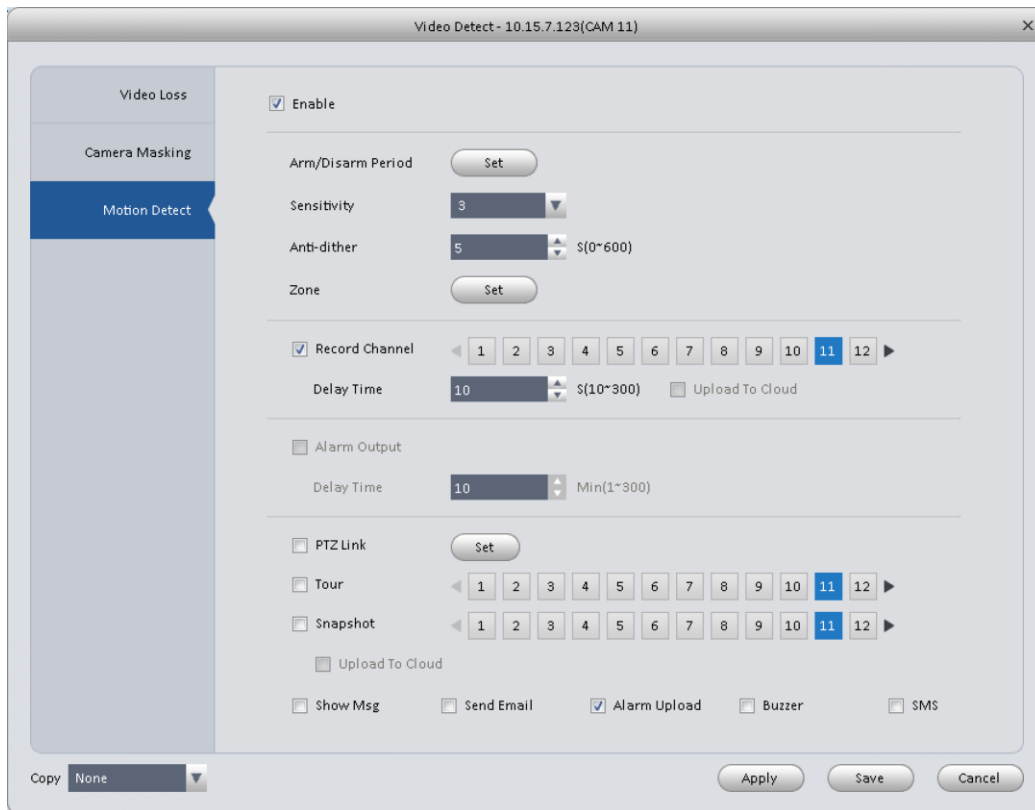 Video Detect - 10.15.7.123(CAM 11)
Video Loss
Camera Masking
Motion Detect
Enable
Arm/Disarm Period Set
Sensitivity 3
Anti-dither 5 S(0~600)
Zone Set
Record Channel 1 2 3 4 5 6 7 8 9 10 11 12
Delay Time 10 S(10~300) Upload To Cloud
Alarm Output
Delay Time 10 Min(1~300)
PTZ Link Set
Tour 1 2 3 4 5 6 7 8 9 10 11 12
Snapshot 1 2 3 4 5 6 7 8 9 10 11 12
Upload To Cloud
Show Msg Send Email Alarm Upload Buzzer SMS
Copy None Apply Save Cancel